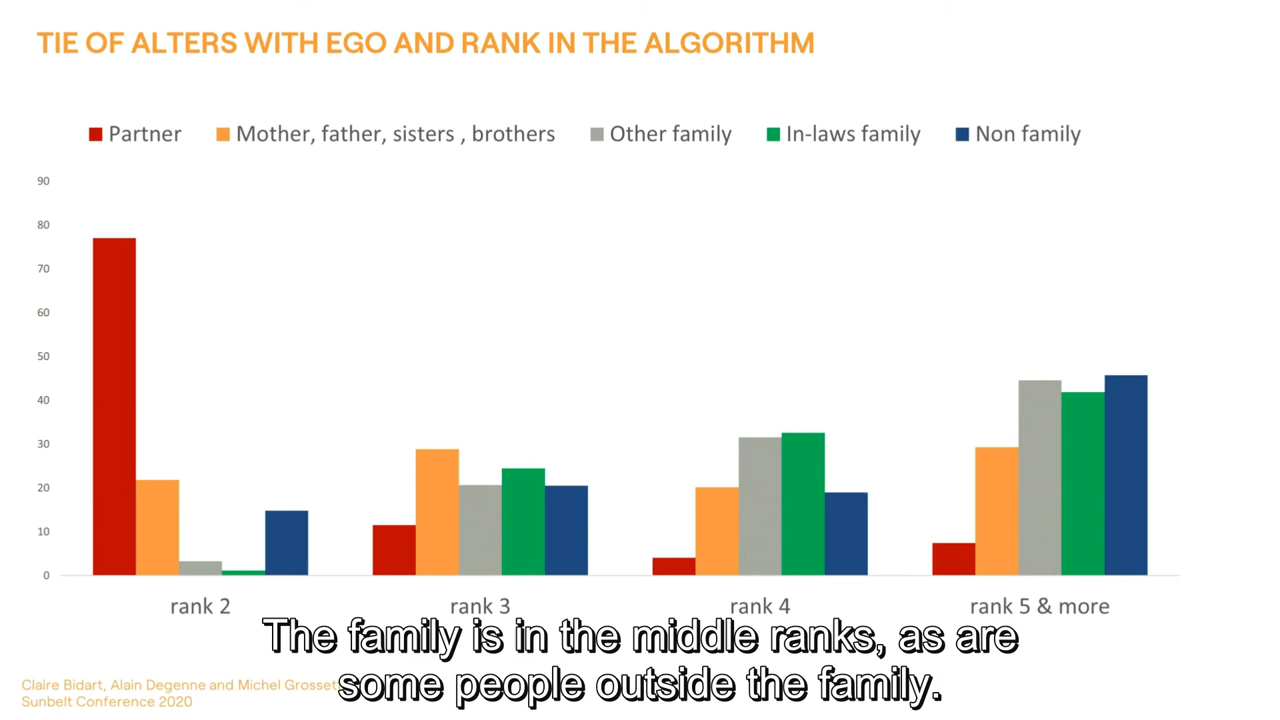 TIE OF ALTERS WITH EGO AND RANK IN THE ALGORITHM
Partner Mother, father, sisters , brothers Other family In-laws family Non family
90
80
70
60
50
40
30
20
10
0
rank 2 rank 3 rank 4 rank 5 & more
The family is in the middle ranks, as are
some people outside the family.
Claire Bidart, Alain Degenne and Michel
Sunbelt Conference 2020